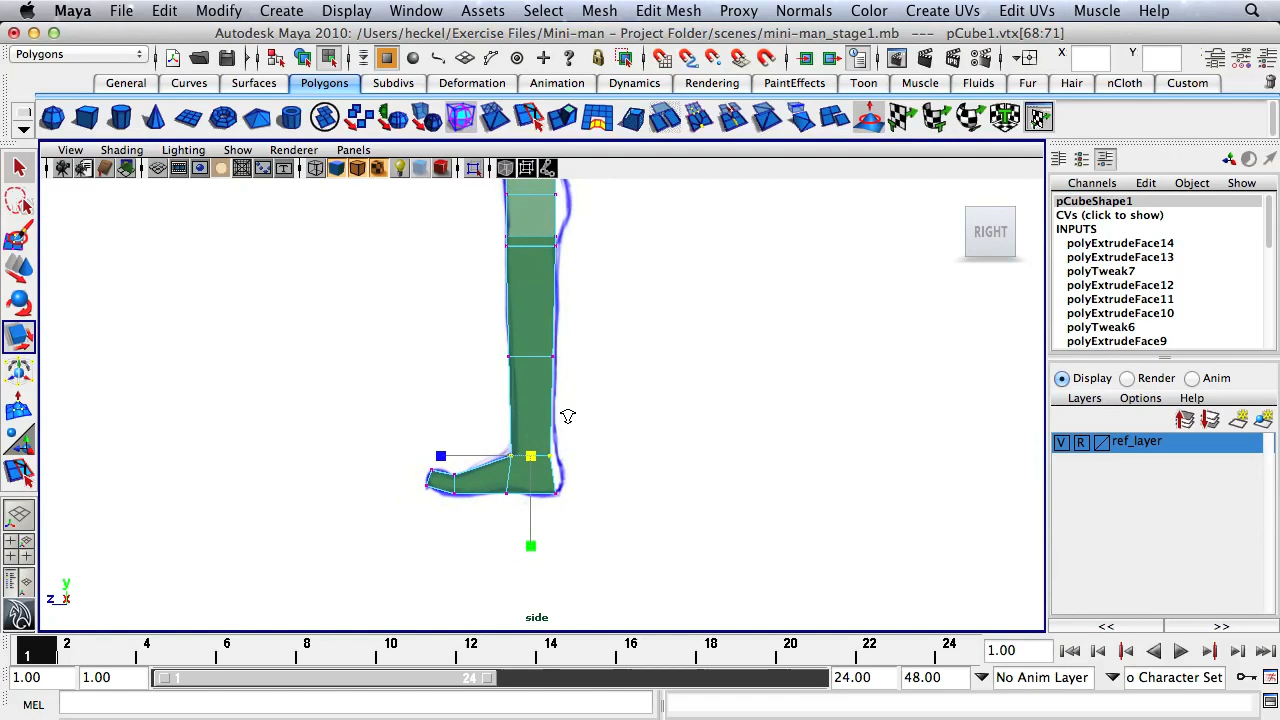 Maya File Edit Modify Create Display Window Assets Select Mesh Edit Mesh Proxy Normals Color Create UVs Edit UVs Muscle Help
Autodesk Maya 2010: /Users/heckel/Exercise Files/Mini-man - Project Folder/scenes/mini-man_stage1.mb --- pCube1.vtx[68:71]
Polygons X Y
General Curves Surfaces Polygons Subdivs Deformation Animation Dynamics Rendering PaintEffects Toon Muscle Fluids Fur Hair nCloth Custom
View Shading Lighting Show Renderer Panels
Channels Edit Object Show
pCubeShape1
CVs (click to show)
INPUTS
polyExtrudeFace14
polyExtrudeFace13
polyTweak7
polyExtrudeFace12
polyExtrudeFace11
polyExtrudeFace10
polyTweak6
polyExtrudeFace9
RIGHT
Display Render Anim
Layers Options Help
V R ref_layer
y
z x
side
<< >>
1 2 4 6 8 10 12 14 16 18 20 22 24 1.00
1.00 1.00 1 24 24.00 48.00 No Anim Layer o Character Set
MEL